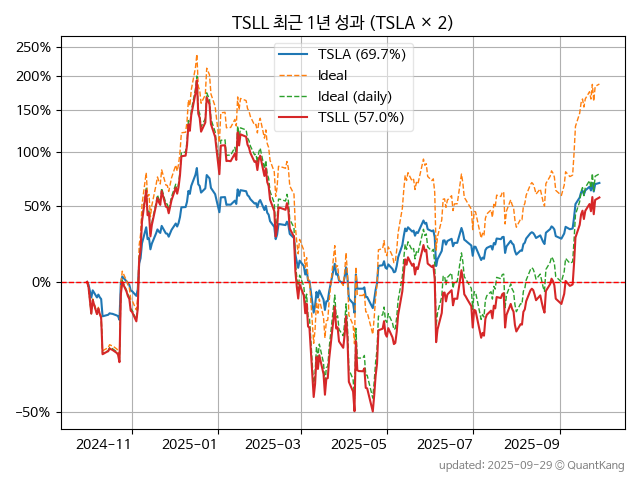 TSLL 최근 1년 성과 (TSLA × 2)
250%
200%
150%
100%
50%
0%
−50%
TSLA (69.7%)
Ideal
Ideal (daily)
TSLL (57.0%)
2024-11
2025-01
2025-03
2025-05
2025-07
2025-09
updated: 2025-09-29 @ QuantKang